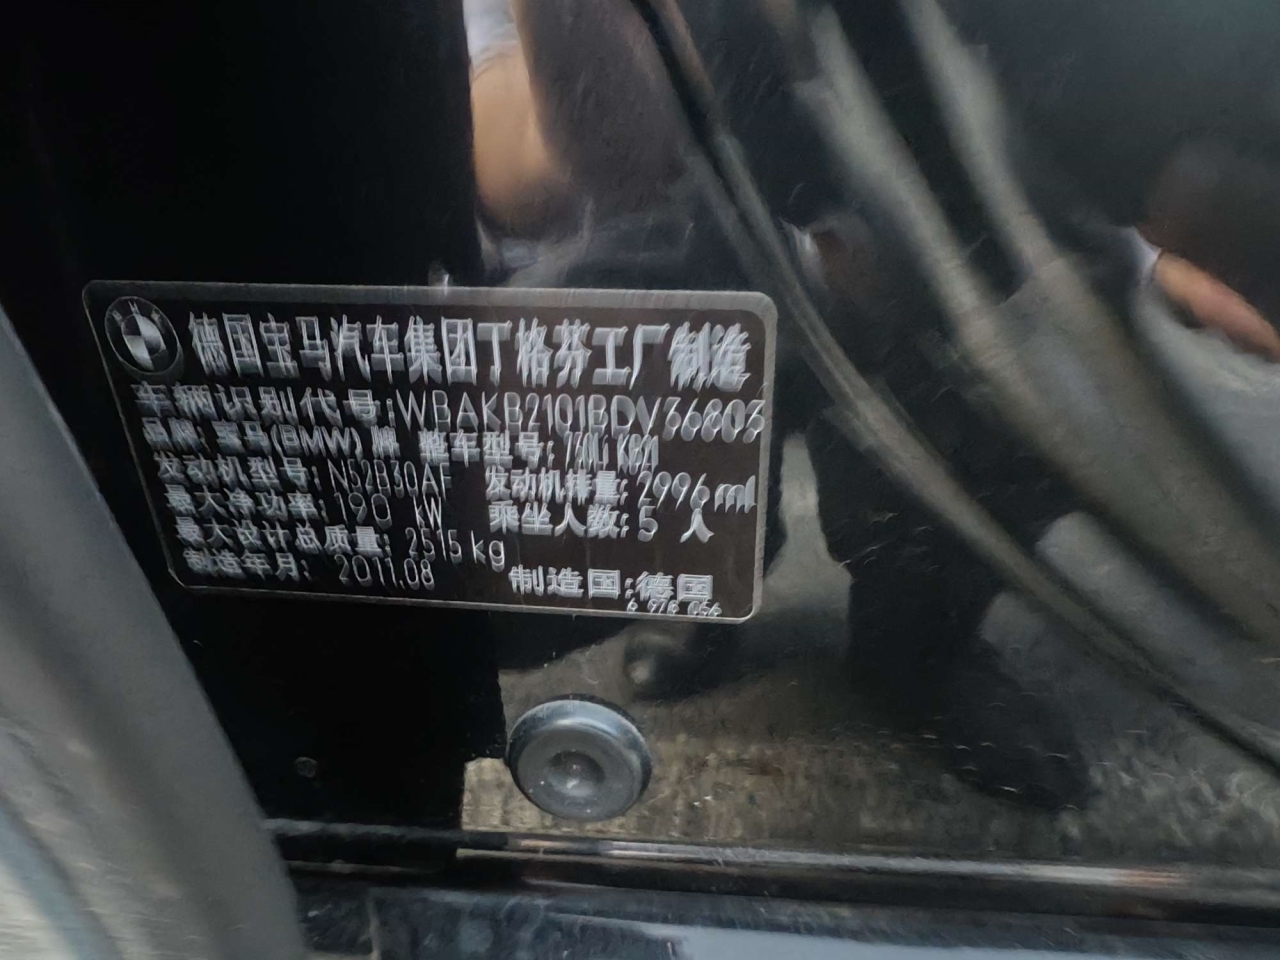 BMW
德国宝马汽车集团丁格芬工厂制造
车辆识别代号:WBAKB2101BDV36803
品牌:宝马(BMW)牌 整车型号:730Li KB21
发动机型号:N52B30AF 发动机排量:2996ml
最大净功率:190 kW 乘坐人数:5 人
最大设计总质量:2515 kg
制造年月:2011.08 制造国:德国